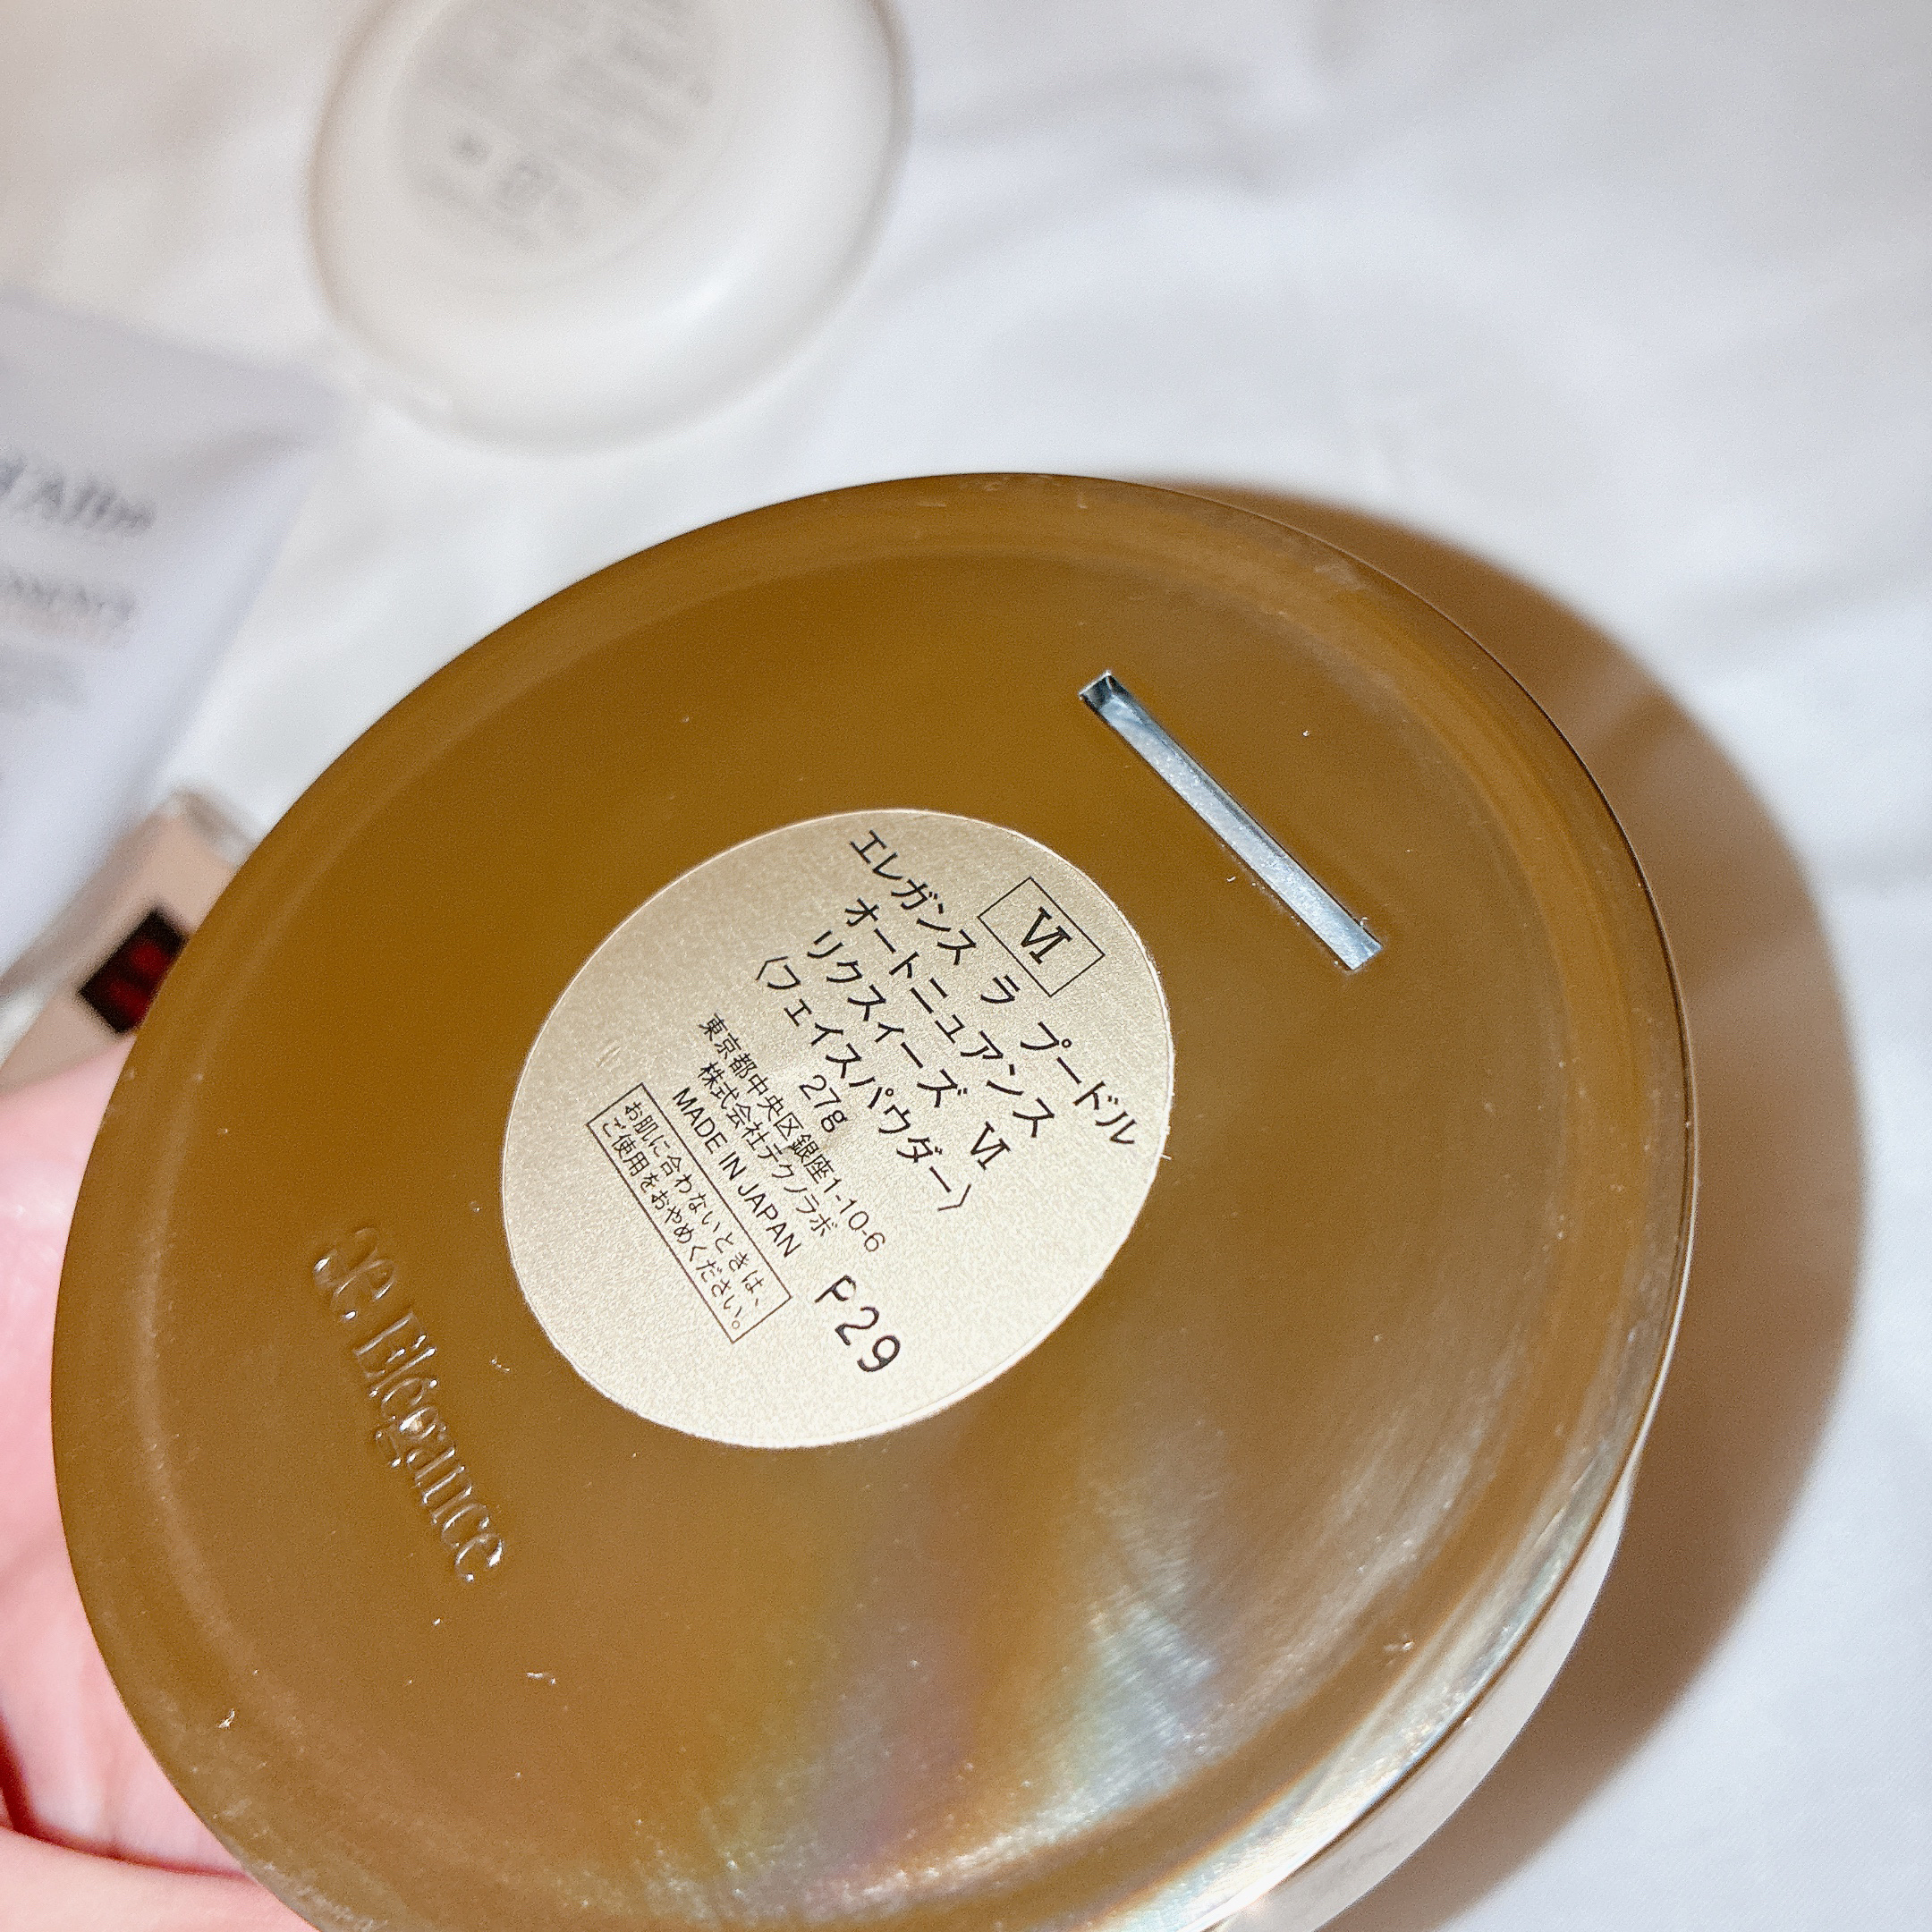 VI
エレガンス ラ プードル
オートニュアンス
リクスイーズ VI
〈フェイスパウダー〉
27g
東京都中央区銀座1-10-6
株式会社テクノラボ
MADE IN JAPAN
お肌に合わないときは、
ご使用をおやめください。
P29
Elégance